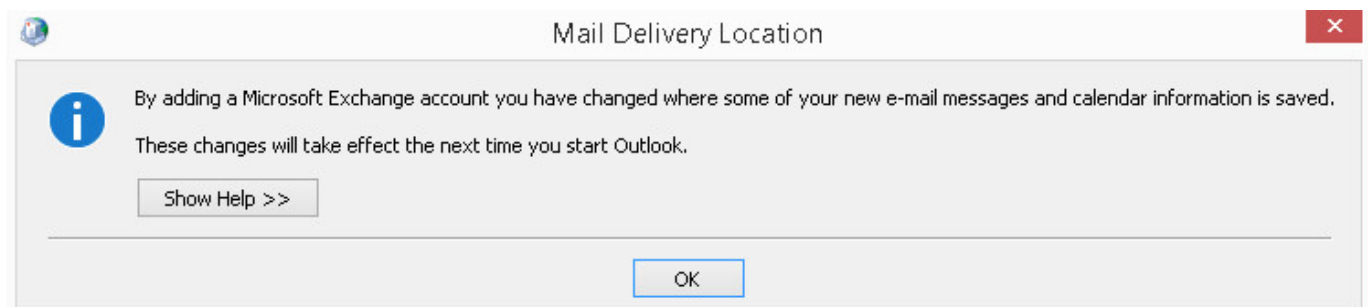 Mail Delivery Location
By adding a Microsoft Exchange account you have changed where some of your new e-mail messages and calendar information is saved.
These changes will take effect the next time you start Outlook.
Show Help >>
OK